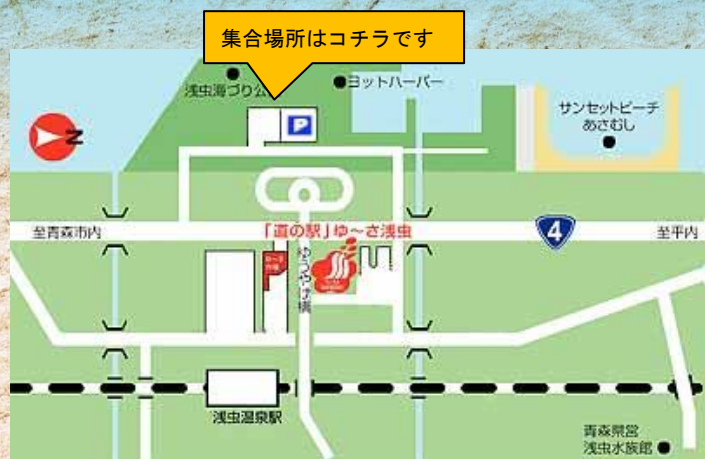 集合場所はコチラです
浅虫海づり公
ヨットハーバー
サンセットビーチ
あさむし
P
N
至青森市内
「道の駅」ゆ〜さ浅虫
4
至平内
ゆうやけ橋
浅虫温泉駅
青森県営
浅虫水族館